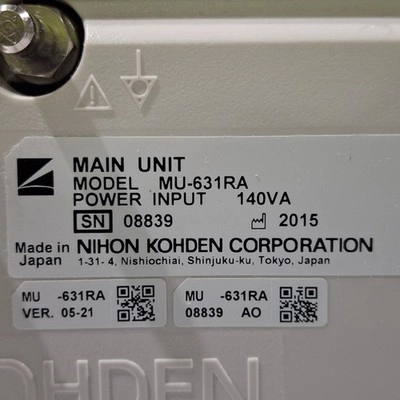 MAIN UNIT
MODEL MU-631RA
POWER INPUT 140VA
SN 08839 2015
Made in Japan NIHON KOHDEN CORPORATION
1-31-4, Nishiochiai, Shinjuku-ku, Tokyo, Japan
MU -631RA
VER. 05-21
MU -631RA
08839 AO
OHDEN